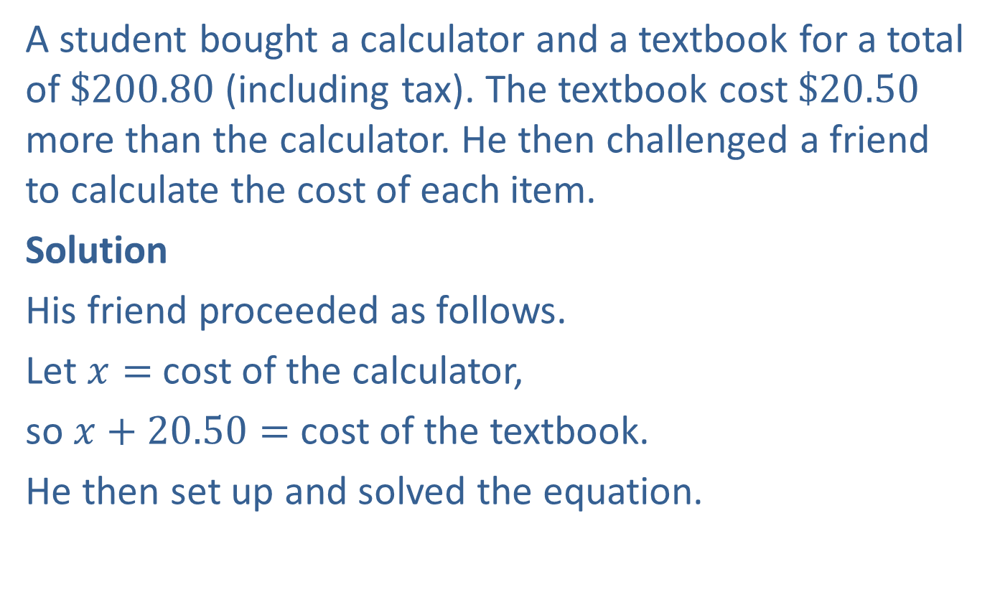 A student bought a calculator and a textbook for a total
of $200.80 (including tax). The textbook cost $20.50
more than the calculator. He then challenged a friend
to calculate the cost of each item.
Solution
His friend proceeded as follows.
Let 𝑥 = cost of the calculator,
so 𝑥 + 20.50 = cost of the textbook.
He then set up and solved the equation.